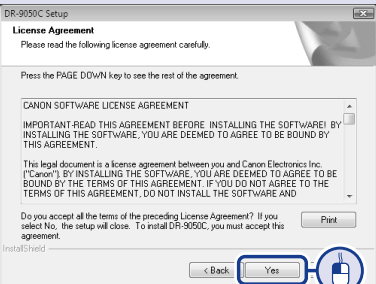 DR-9050C Setup
License Agreement
Please read the following license agreement carefully.
Press the PAGE DOWN key to see the rest of the agreement.
CANON SOFTWARE LICENSE AGREEMENT
IMPORTANT-READ THIS AGREEMENT BEFORE INSTALLING THE SOFTWARE! BY
INSTALLING THE SOFTWARE, YOU ARE DEEMED TO AGREE TO BE BOUND BY
THIS AGREEMENT.
This legal document is a license agreement between you and Canon Electronics Inc.
("Canon"). BY INSTALLING THE SOFTWARE, YOU ARE DEEMED TO AGREE TO BE
BOUND BY THE TERMS OF THIS AGREEMENT. IF YOU DO NOT AGREE TO THE
TERMS OF THIS AGREEMENT, DO NOT INSTALL THE SOFTWARE AND
Do you accept all the terms of the preceding License Agreement? If you
select No, the setup will close. To install DR-9050C, you must accept this
agreement.
Print
InstallShield
< Back
Yes